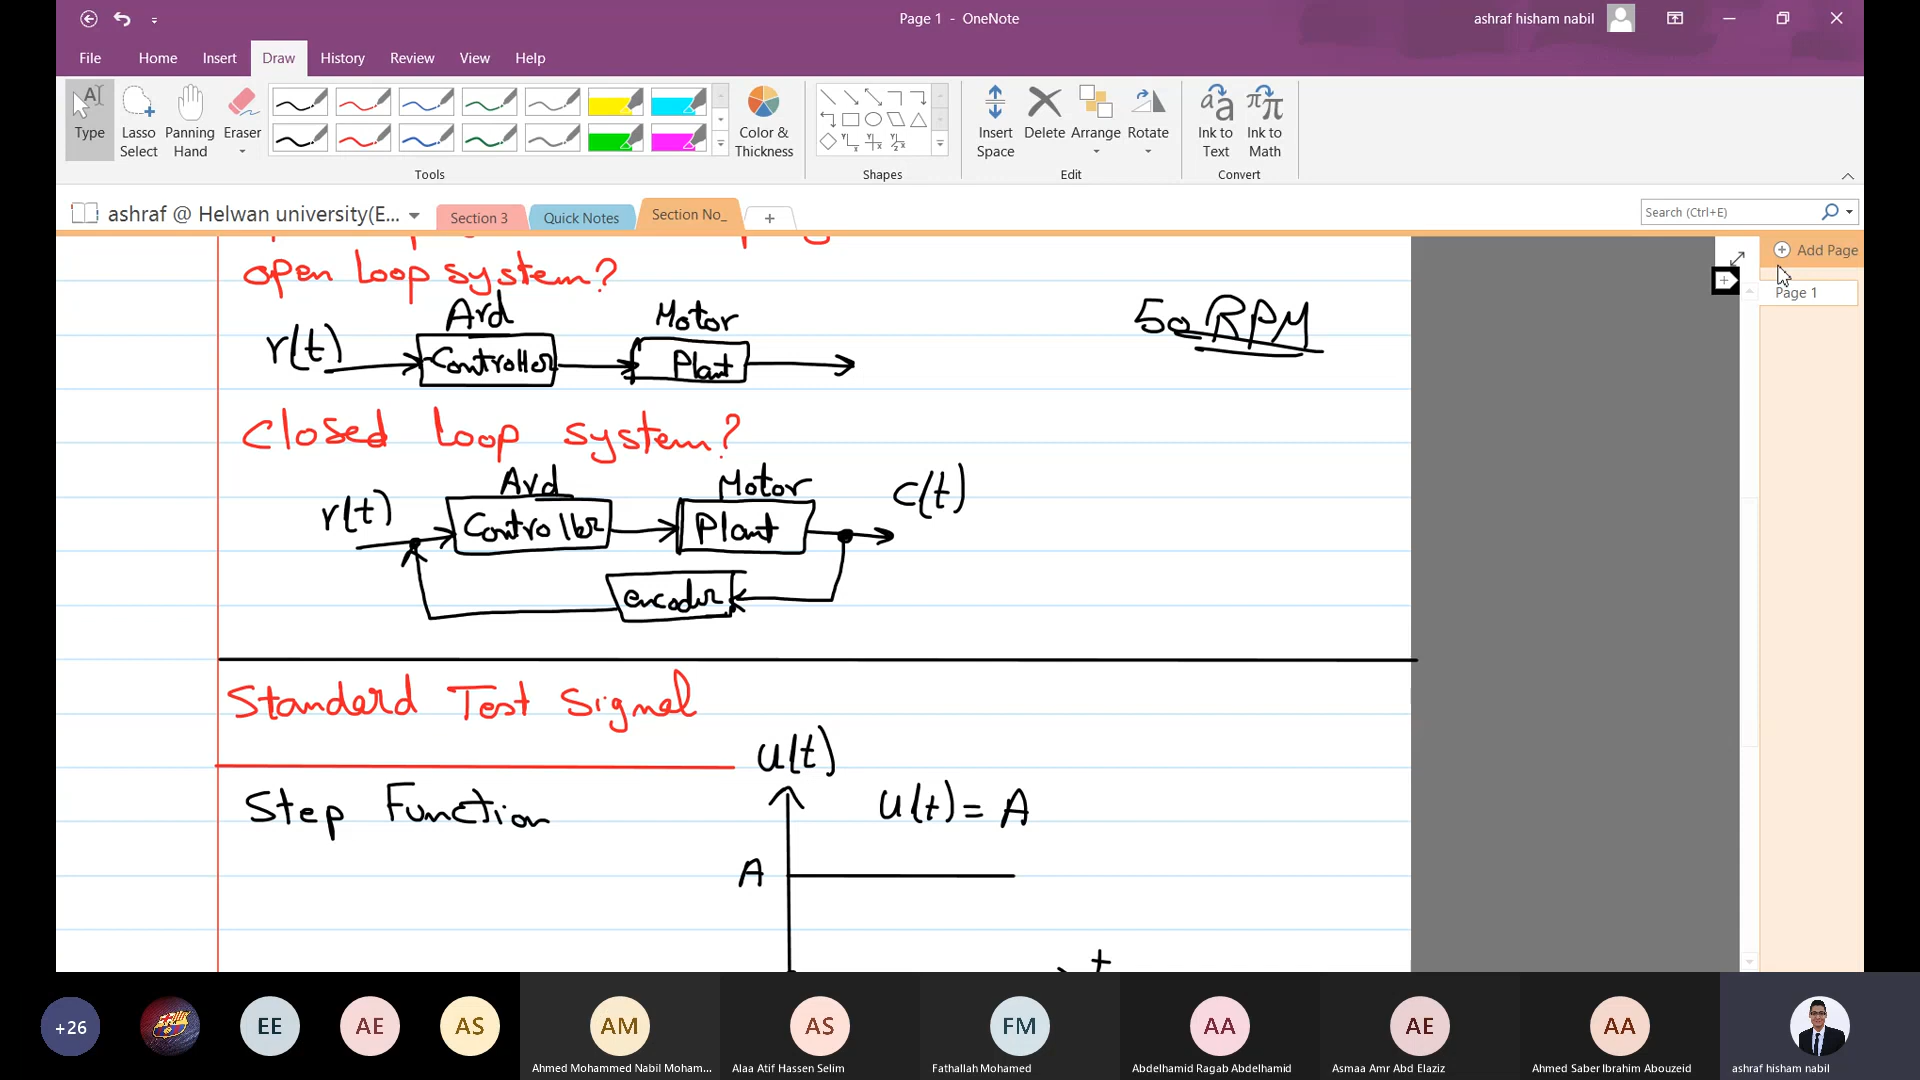 Page 1 - OneNote
ashraf hisham nabil
File Home Insert Draw History Review View Help
Type
Lasso Select
Panning Hand
Eraser
Color & Thickness
Insert Space
Delete
Arrange
Rotate
Ink to Text
Ink to Math
Tools
Shapes
Edit
Convert
ashraf @ Helwan university(E...
Section 3
Quick Notes
Section No_
Search (Ctrl+E)
Add Page
Page 1
open Loop system?
Ard Motor
r(t) Controller Plant
50 RPM
Closed Loop system?
Ard Motor
r(t) Controller Plant C(t)
encoder
Standard Test Signal
u(t)
Step Function
u(t) = A
A
t
+26
EE
AE
AS
AM
AS
FM
AA
AE
AA
Ahmed Mohammed Nabil Moham...
Alaa Atif Hassen Selim
Fathallah Mohamed
Abdelhamid Ragab Abdelhamid
Asmaa Amr Abd Elaziz
Ahmed Saber Ibrahim Abouzeid
ashraf hisham nabil